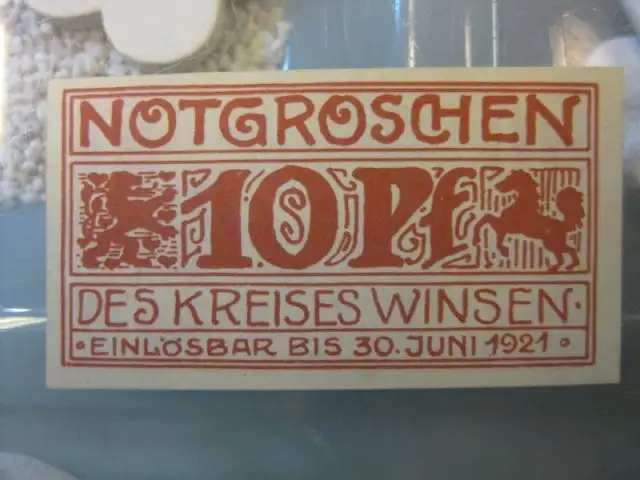 NOTGROSCHEN
10 Pf
DES KREISES WINSEN·
·EINLÖSBAR BIS 30. JUNI 1921·